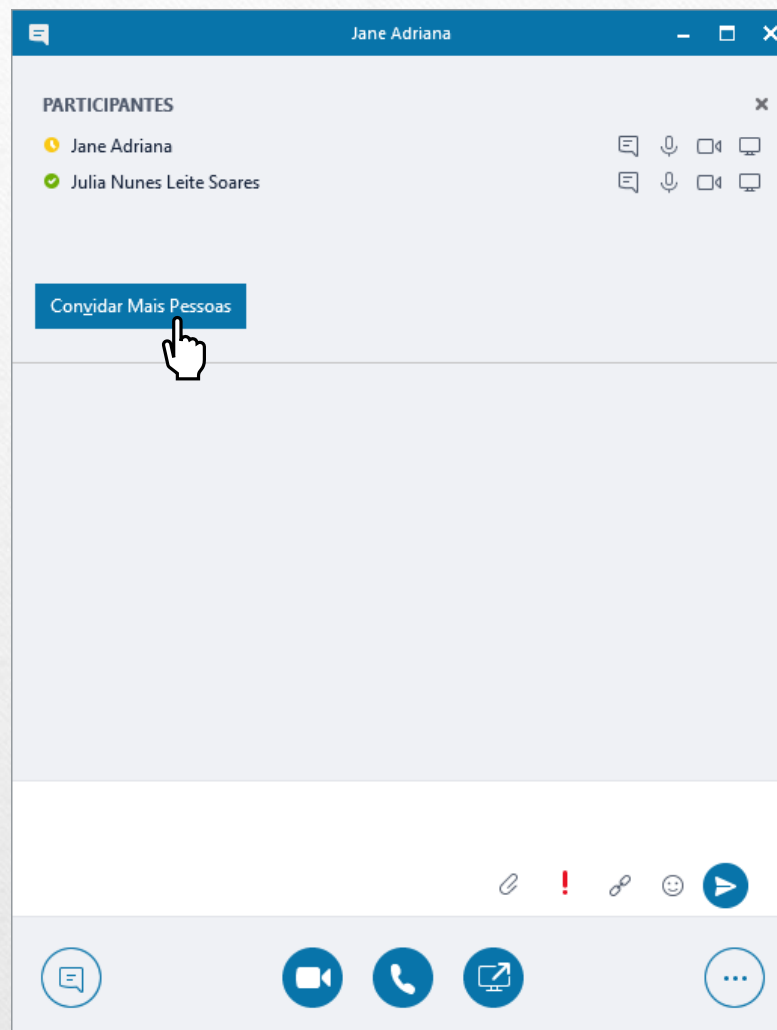 Jane Adriana
PARTICIPANTES
Jane Adriana
Julia Nunes Leite Soares
Convidar Mais Pessoas